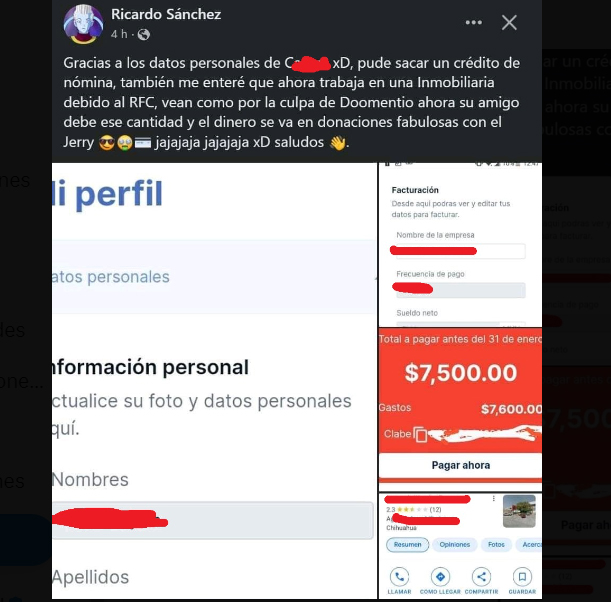 Ricardo Sánchez
4 h
Gracias a los datos personales de C xD, pude sacar un crédito de
nómina, también me enteré que ahora trabaja en una Inmobiliaria
debido al RFC, vean como por la culpa de Doomentio ahora su amigo
debe ese cantidad y el dinero se va en donaciones fabulosas con el
Jerry 😎🤮💳 jajajaja jajajaja xD saludos 👋.
li perfil
atos personales
nformación personal
ctualice su foto y datos personales
quí.
Nombres
Apellidos
Facturación
Desde aquí podras ver y editar tus
datos para facturar.
Nombre de la empresa
Frecuencia de pago
Sueldo neto
Total a pagar antes del 31 de enero
$7,500.00
Gastos $7,600.00
Clabe
Pagar ahora
2.3 (12)
Chihuahua
Resumen Opiniones Fotos Acerca
LLAMAR CÓMO LLEGAR COMPARTIR GUARDAR